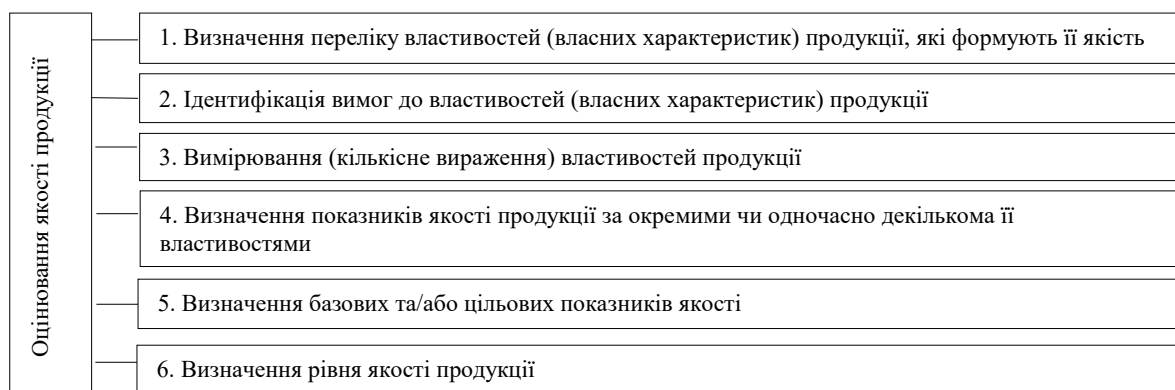 Оцінювання якості продукції
1. Визначення переліку властивостей (власних характеристик) продукції, які формують її якість
2. Ідентифікація вимог до властивостей (власних характеристик) продукції
3. Вимірювання (кількісне вираження) властивостей продукції
4. Визначення показників якості продукції за окремими чи одночасно декількома її
властивостями
5. Визначення базових та/або цільових показників якості
6. Визначення рівня якості продукції